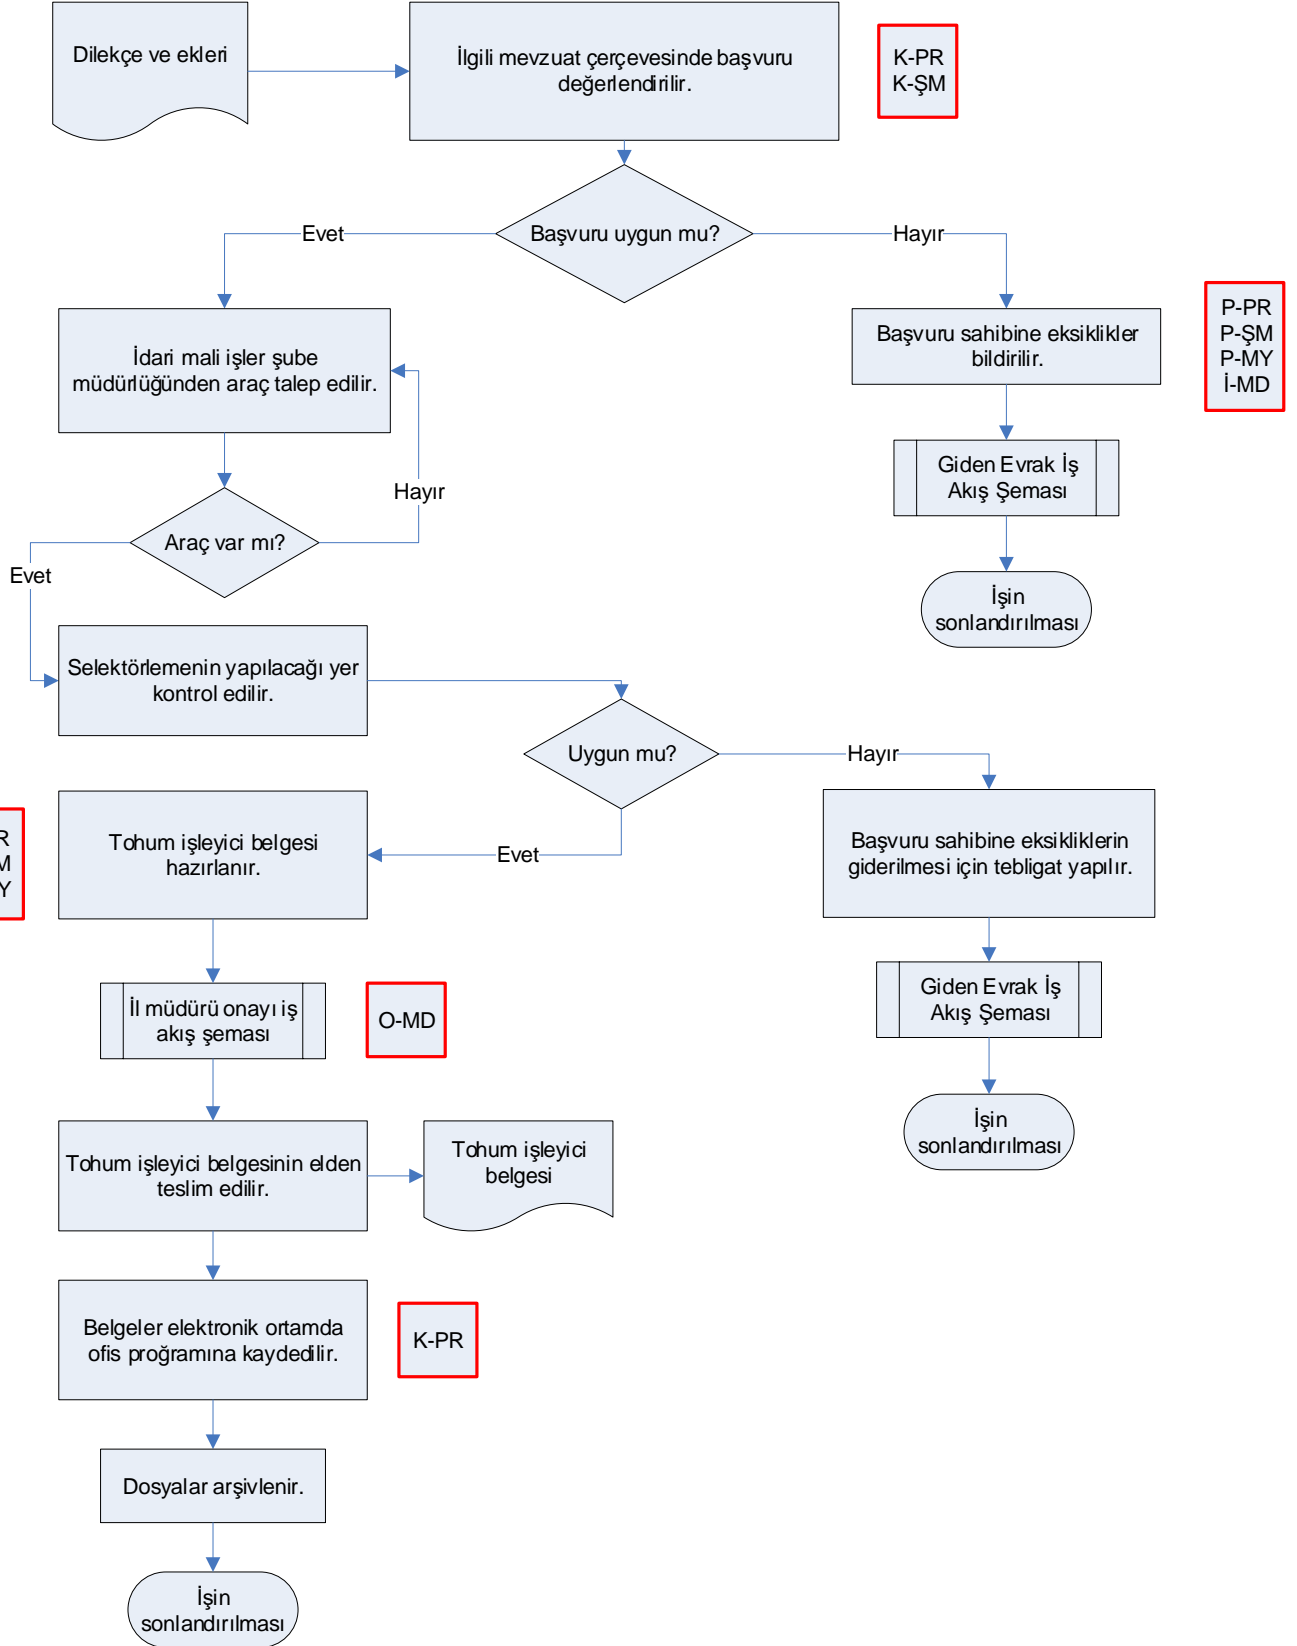 Dilekçe ve ekleri
İlgili mevzuat çerçevesinde başvuru
değerlendirilir.
K-PR
K-ŞM
Başvuru uygun mu?
Evet
Hayır
İdari mali işler şube
müdürlüğünden araç talep edilir.
Başvuru sahibine eksiklikler
bildirilir.
P-PR
P-ŞM
P-MY
İ-MD
Giden Evrak İş
Akış Şeması
Hayır
Araç var mı?
Evet
İşin
sonlandırılması
Selektörlemenin yapılacağı yer
kontrol edilir.
Uygun mu?
Hayır
Evet
R
M
Y
Tohum işleyici belgesi
hazırlanır.
Başvuru sahibine eksikliklerin
giderilmesi için tebligat yapılır.
İl müdürü onayı iş
akış şeması
O-MD
Giden Evrak İş
Akış Şeması
İşin
sonlandırılması
Tohum işleyici belgesinin elden
teslim edilir.
Tohum işleyici
belgesi
Belgeler elektronik ortamda
ofis proğramına kaydedilir.
K-PR
Dosyalar arşivlenir.
İşin
sonlandırılması